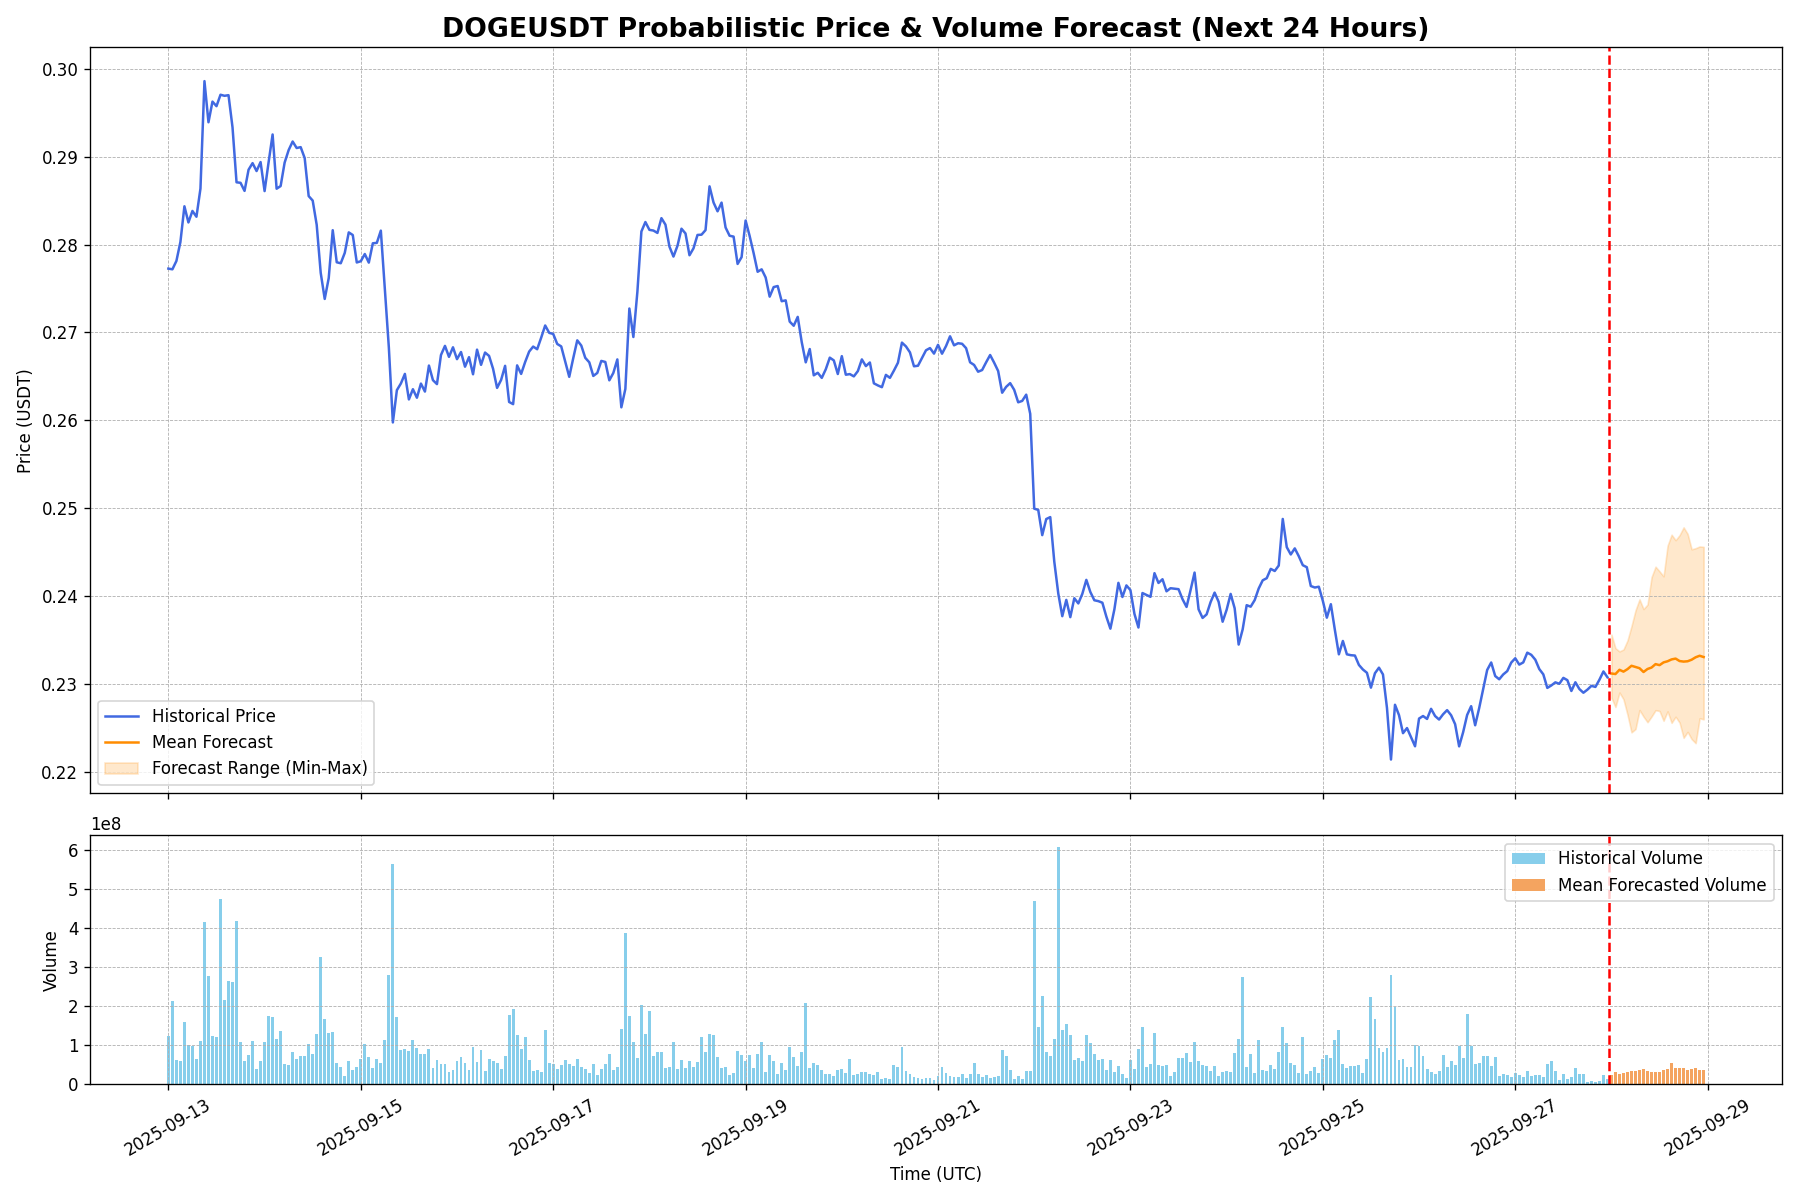 DOGEUSDT Probabilistic Price & Volume Forecast (Next 24 Hours)
0.30
0.29
0.28
0.27
0.26
0.25
0.24
0.23
0.22
Price (USDT)
Historical Price
Mean Forecast
Forecast Range (Min-Max)
1e8
6
5
4
3
2
1
0
Volume
Historical Volume
Mean Forecasted Volume
2025-09-13
2025-09-15
2025-09-17
2025-09-19
2025-09-21
2025-09-23
2025-09-25
2025-09-27
2025-09-29
Time (UTC)